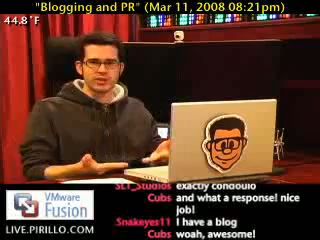 "Blogging and PR" (Mar 11, 2008 08:21pm)
44.8°F
SLT_Studios exactly condoulo
Cubs and what a response! nice
job!
Snakeyes11 I have a blog
Cubs woah, awesome!
VMware
Fusion
LIVE.PIRILLO.COM